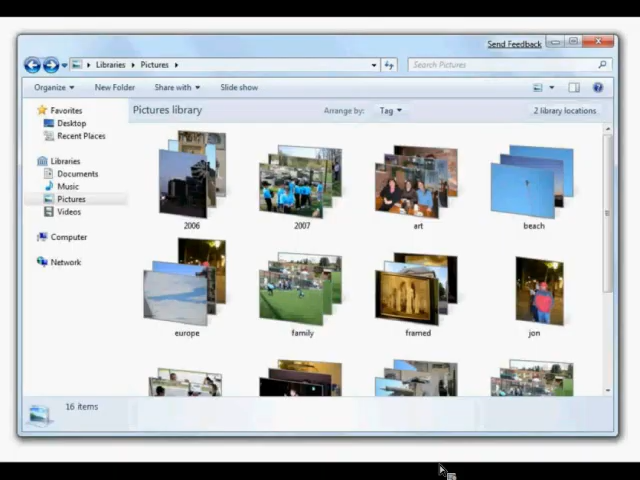 Send Feedback
Libraries Pictures
Search Pictures
Organize New Folder Share with Slide show
Favorites
Desktop
Recent Places
Libraries
Documents
Music
Pictures
Videos
Computer
Network
Pictures library
Arrange by: Tag
2 library locations
2006 2007 art beach
europe family framed jon
16 items